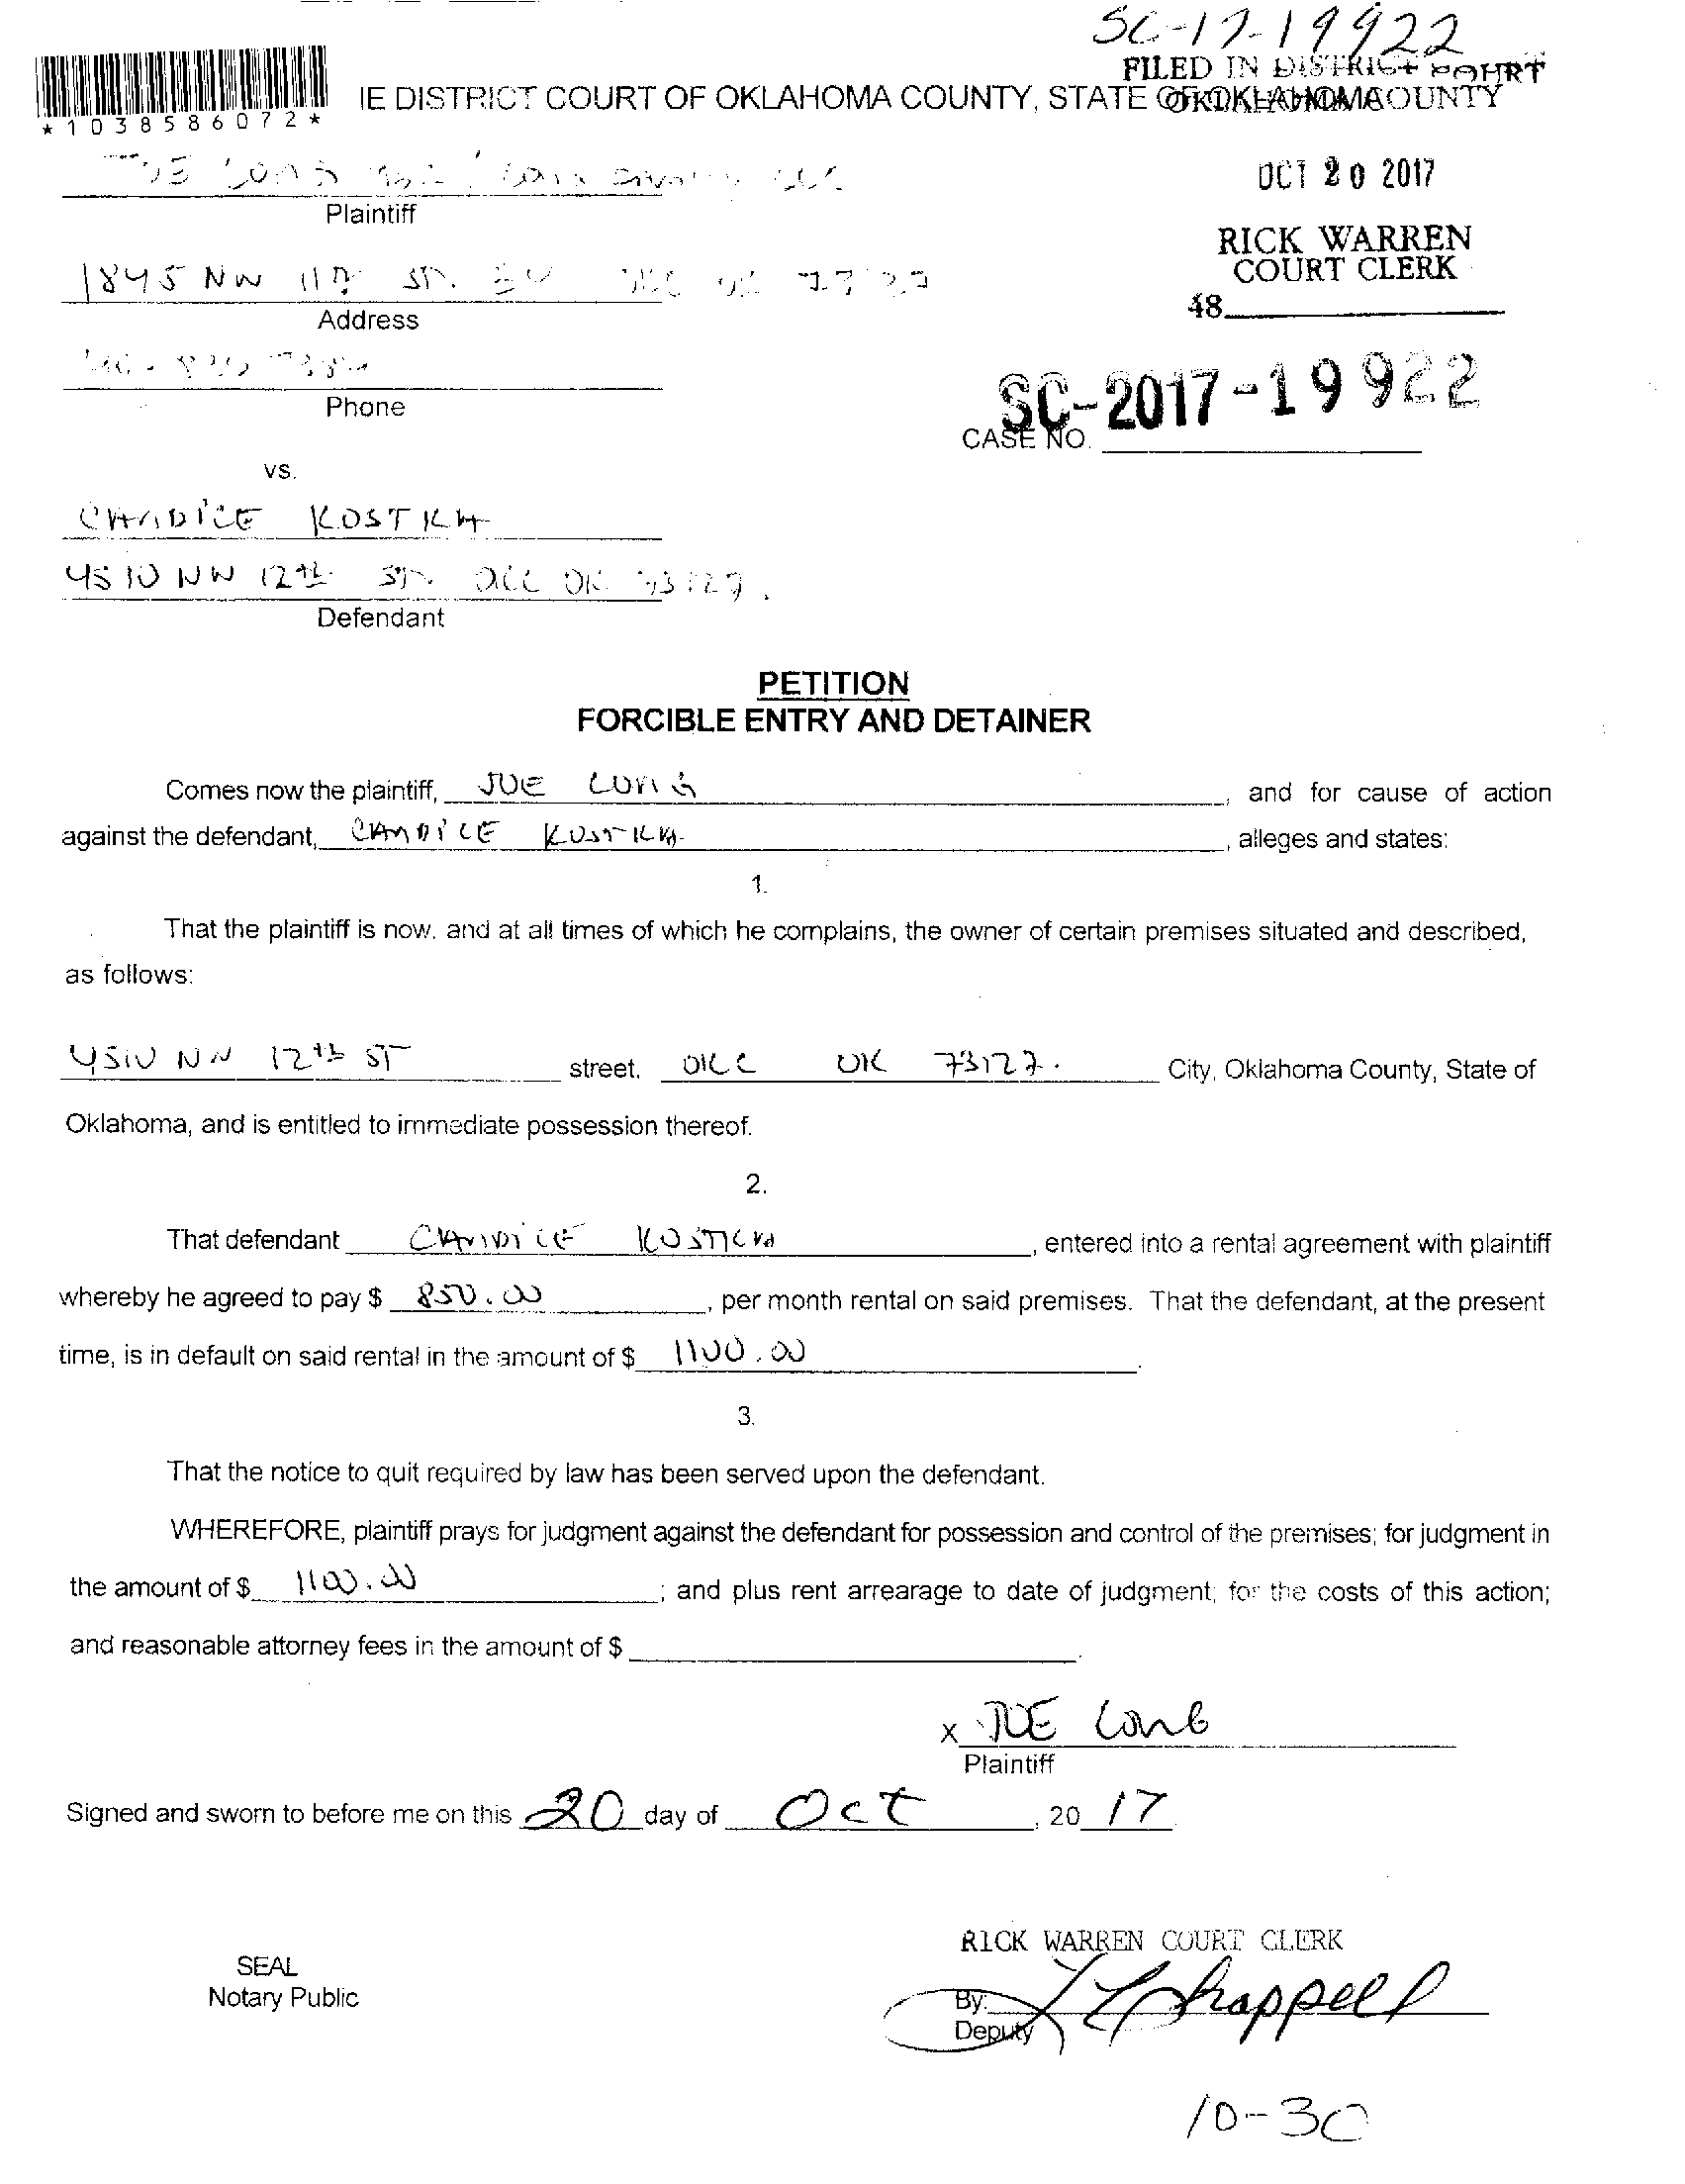 SC-17-19922
FILED IN DISTRICT COURT
OKLAHOMA COUNTY
*1038586072*
IE DISTRICT COURT OF OKLAHOMA COUNTY, STATE OF OKLAHOMA
OCT 20 2017
Plaintiff
RICK WARREN
COURT CLERK
1845 NW
48
Address
SC-2017-19922
Phone
CASE NO.
vs.
CANDICE KOSTKA
4510 NW 12th ST. OKC OK 73127.
Defendant
PETITION
FORCIBLE ENTRY AND DETAINER
Comes now the plaintiff, JOE LONG, and for cause of action
against the defendant, CANDICE KOSTKA, alleges and states:
1.
That the plaintiff is now, and at all times of which he complains, the owner of certain premises situated and described,
as follows:
4510 NW 12th ST street, OKC OK 73127. City, Oklahoma County, State of
Oklahoma, and is entitled to immediate possession thereof.
2.
That defendant CANDICE KOSTKA, entered into a rental agreement with plaintiff
whereby he agreed to pay $ 850.00, per month rental on said premises. That the defendant, at the present
time, is in default on said rental in the amount of $ 1100.00.
3.
That the notice to quit required by law has been served upon the defendant.
WHEREFORE, plaintiff prays for judgment against the defendant for possession and control of the premises; for judgment in
the amount of $ 1100.00; and plus rent arrearage to date of judgment; for the costs of this action;
and reasonable attorney fees in the amount of $
X JOE LONG
Plaintiff
Signed and sworn to before me on this 20 day of Oct, 20 17
RICK WARREN COURT CLERK
SEAL
Notary Public
By: Chappell
Deputy
10-30